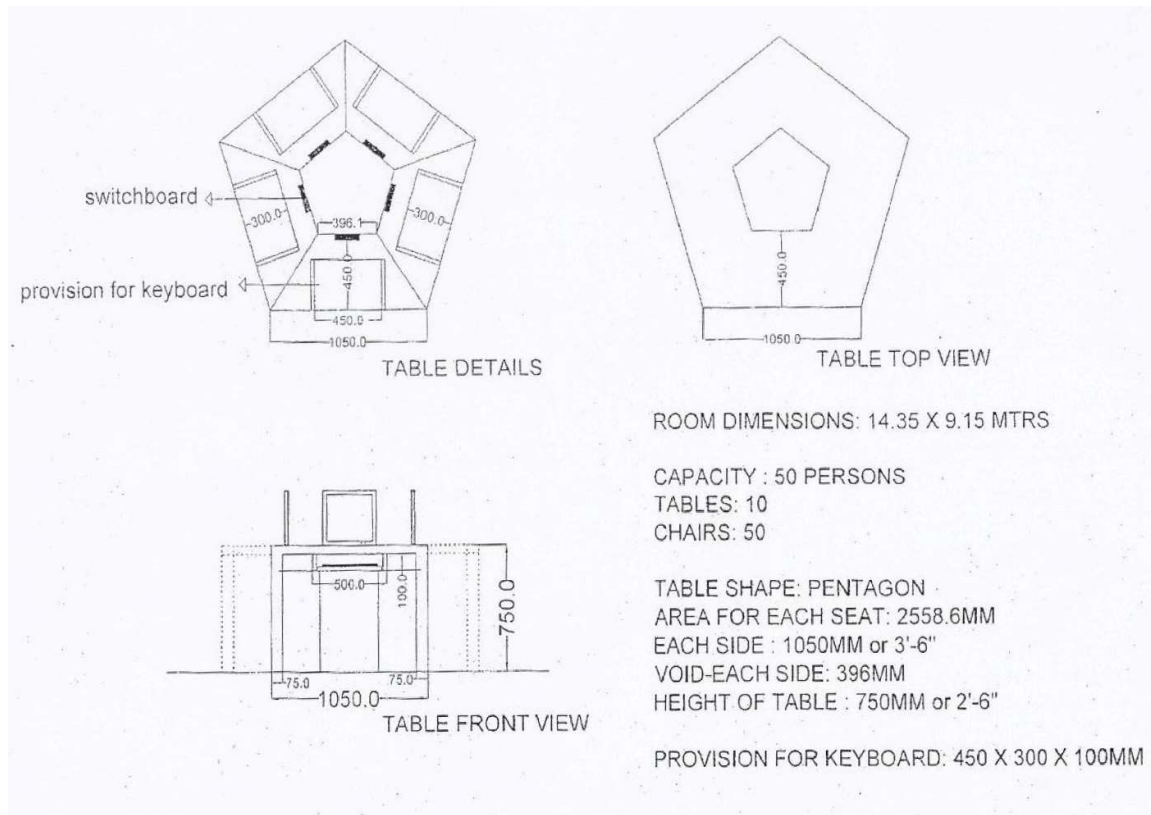 switchboard
300.0
396.1
300.0
provision for keyboard
450.0
450.0
1050.0
TABLE DETAILS
450.0
1050.0
TABLE TOP VIEW
ROOM DIMENSIONS: 14.35 X 9.15 MTRS
CAPACITY : 50 PERSONS
TABLES: 10
CHAIRS: 50
TABLE SHAPE: PENTAGON
AREA FOR EACH SEAT: 2558.6MM
EACH SIDE : 1050MM or 3'-6"
VOID-EACH SIDE: 396MM
HEIGHT OF TABLE : 750MM or 2'-6"
PROVISION FOR KEYBOARD: 450 X 300 X 100MM
500.0
100.0
750.0
75.0
75.0
1050.0
TABLE FRONT VIEW